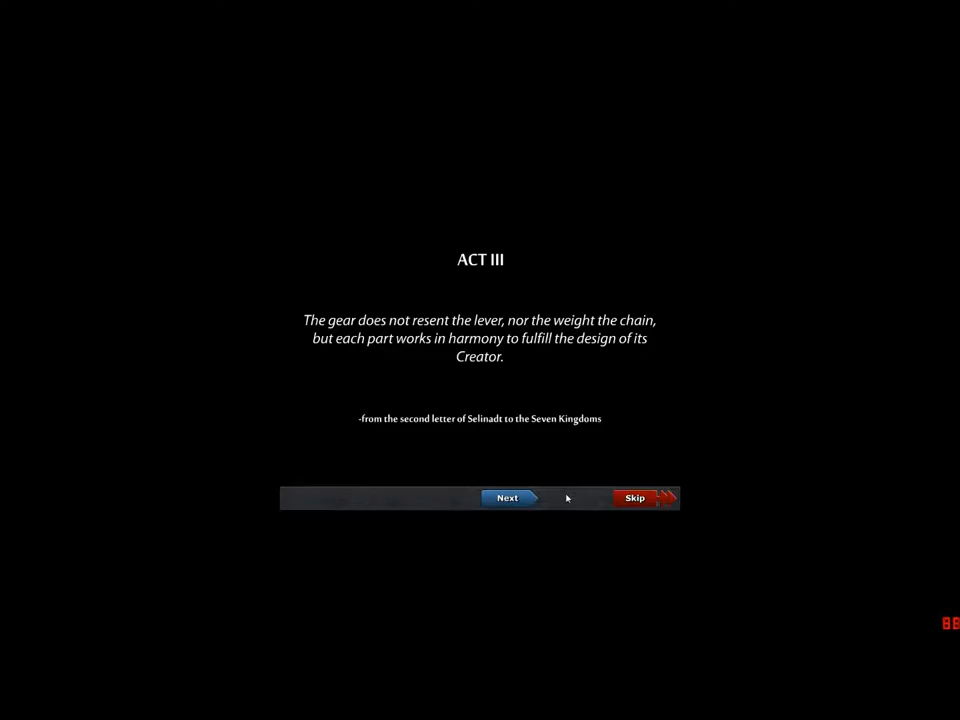 ACT III
The gear does not resent the lever, nor the weight the chain,
but each part works in harmony to fulfill the design of its
Creator.
-from the second letter of Selinadt to the Seven Kingdoms
Next
Skip